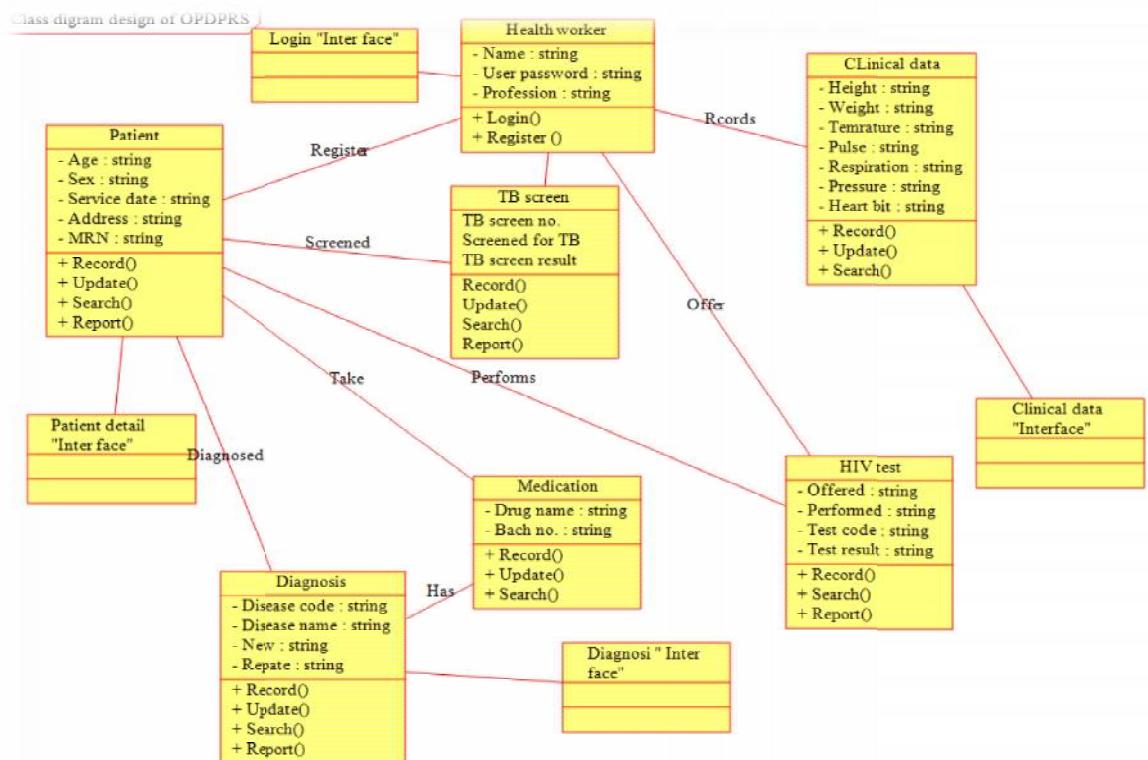 Class digram design of OPDPRS
Login "Inter face"
Health worker
- Name : string
- User password : string
- Profession : string
+ Login()
+ Register ()
CLinical data
- Height : string
- Weight : string
- Temrature : string
- Pulse : string
- Respiration : string
- Pressure : string
- Heart bit : string
+ Record()
+ Update()
+ Search()
Rcords
Patient
- Age : string
- Sex : string
- Service date : string
- Address : string
- MRN : string
+ Record()
+ Update()
+ Search()
+ Report()
Register
Screened
TB screen
TB screen no.
Screened for TB
TB screen result
Record()
Update()
Search()
Report()
Offer
Take
Performs
Patient detail
"Inter face"
Diagnosed
Clinical data
"Interface"
HIV test
- Offered : string
- Performed : string
- Test code : string
- Test result : string
+ Record()
+ Search()
+ Report()
Medication
- Drug name : string
- Bach no. : string
+ Record()
+ Update()
+ Search()
Has
Diagnosis
- Disease code : string
- Disease name : string
- New : string
- Repate : string
+ Record()
+ Update()
+ Search()
+ Report()
Diagnosi " Inter
face"